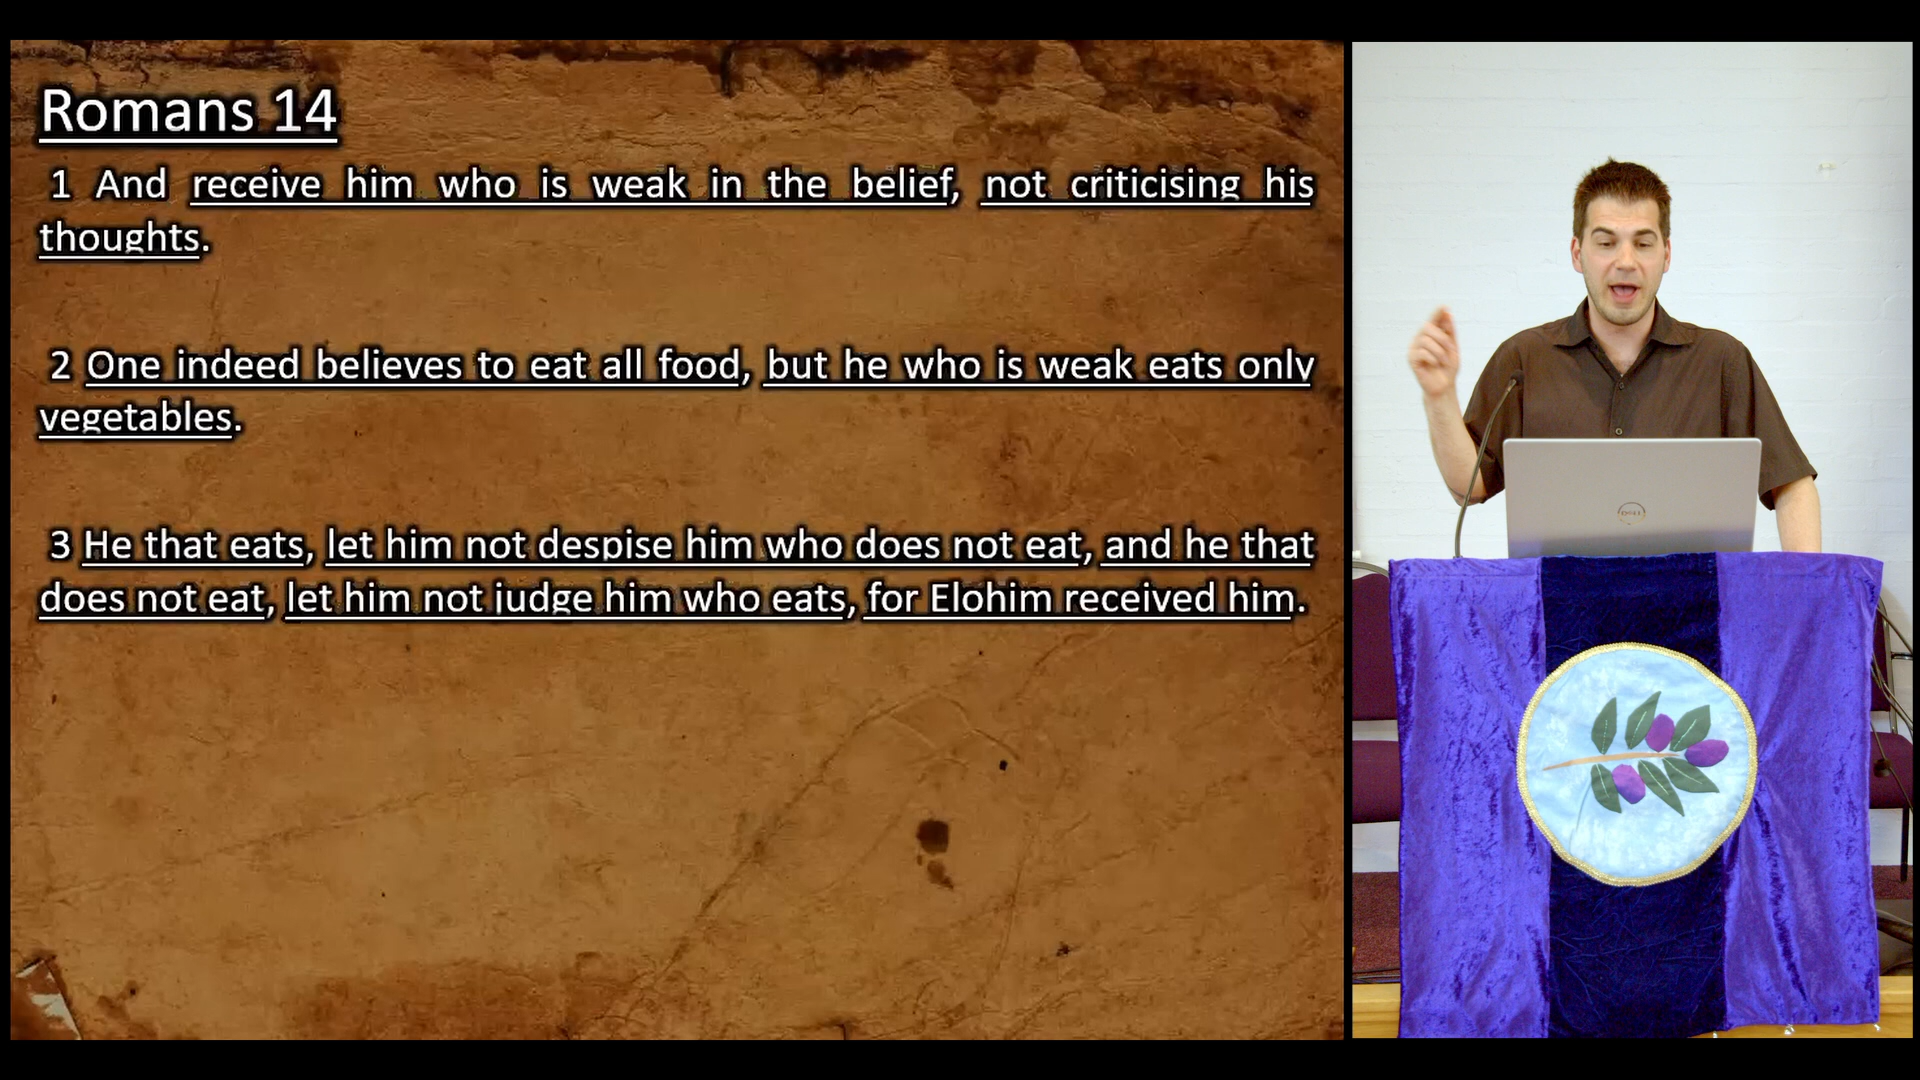 Romans 14
1 And receive him who is weak in the belief, not criticising his
thoughts.
2 One indeed believes to eat all food, but he who is weak eats only
vegetables.
3 He that eats, let him not despise him who does not eat, and he that
does not eat, let him not judge him who eats, for Elohim received him.
DELL